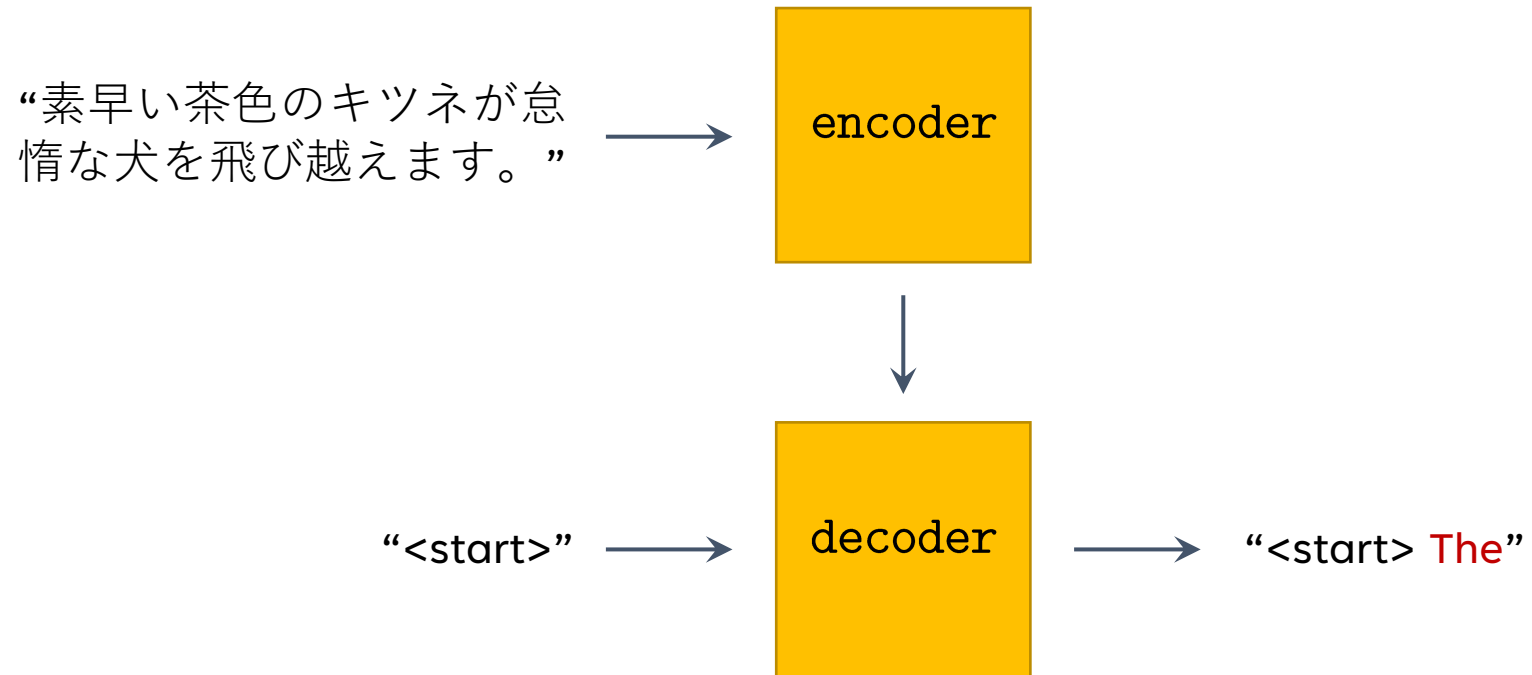 “素早い茶色のキツネが怠
惰な犬を飛び越えます。”
encoder
“<start>”
decoder
“<start> The”